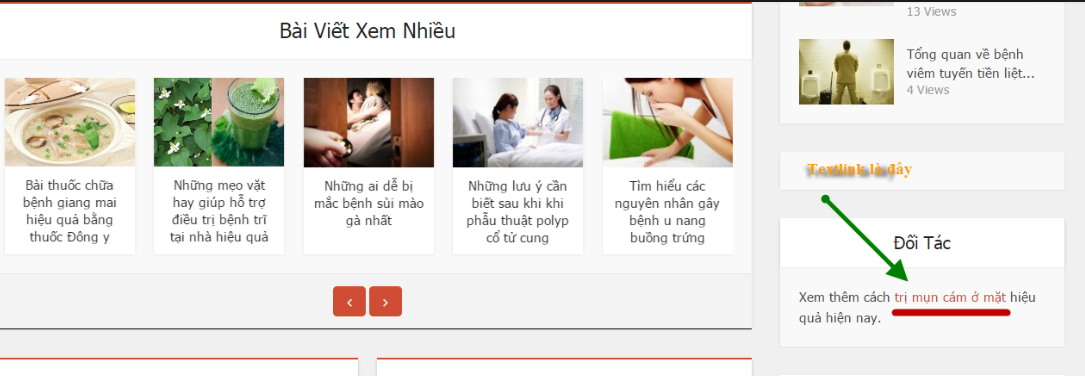 Bài Viết Xem Nhiều
Bài thuốc chữa
bệnh giang mai
hiệu quả bằng
thuốc Đông y
Những mẹo vặt
hay giúp hỗ trợ
điều trị bệnh trĩ
tại nhà hiệu quả
Những ai dễ bị
mắc bệnh sùi mào
gà nhất
Những lưu ý cần
biết sau khi khi
phẫu thuật polyp
cổ tử cung
Tìm hiểu các
nguyên nhân gây
bệnh u nang
buồng trứng
13 Views
Tổng quan về bệnh
viêm tuyến tiền liệt...
4 Views
Textlink là đây
Đối Tác
Xem thêm cách trị mụn cám ở mặt hiệu
quả hiện nay.